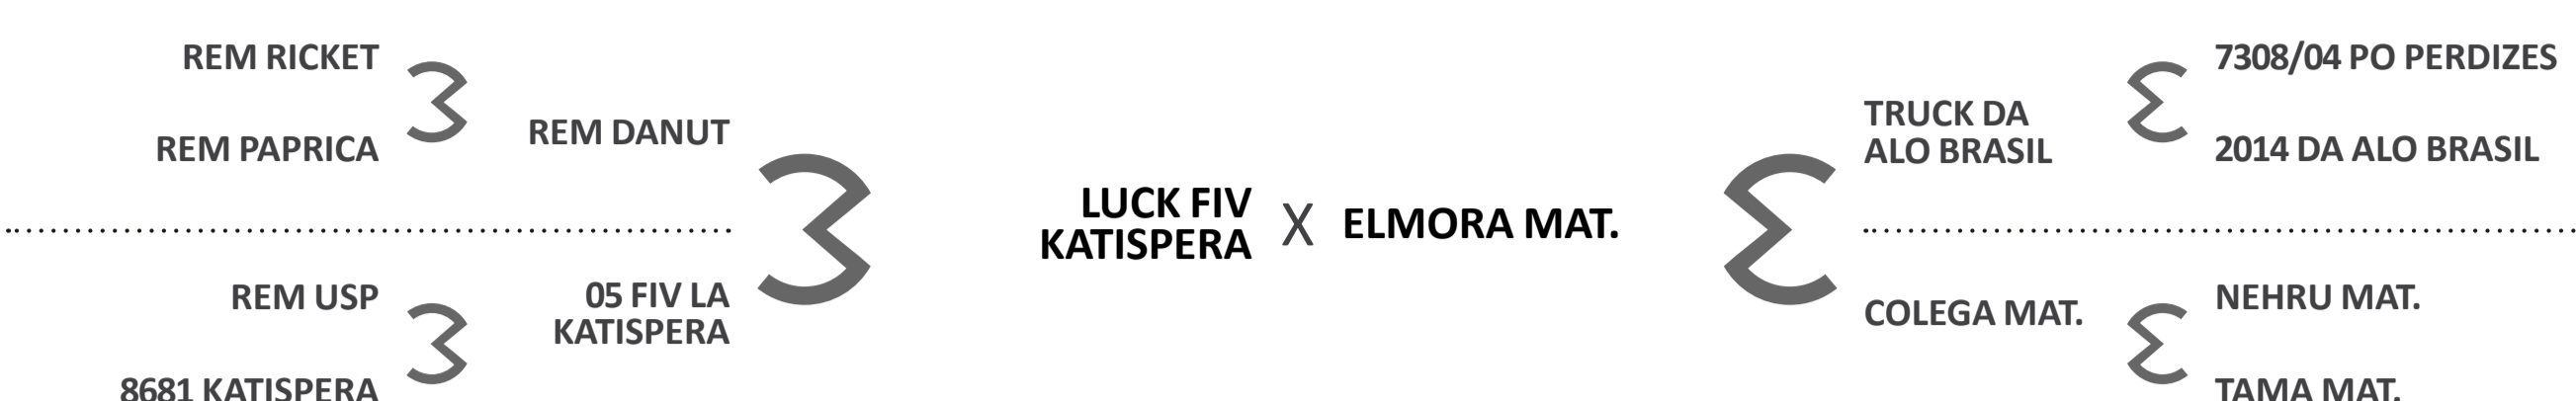 REM RICKET
REM PAPRICA
REM DANUT
REM USP
8681 KATISPERA
05 FIV LA
KATISPERA
LUCK FIV
KATISPERA
X
ELMORA MAT.
TRUCK DA
ALO BRASIL
7308/04 PO PERDIZES
2014 DA ALO BRASIL
COLEGA MAT.
NEHRU MAT.
TAMA MAT.